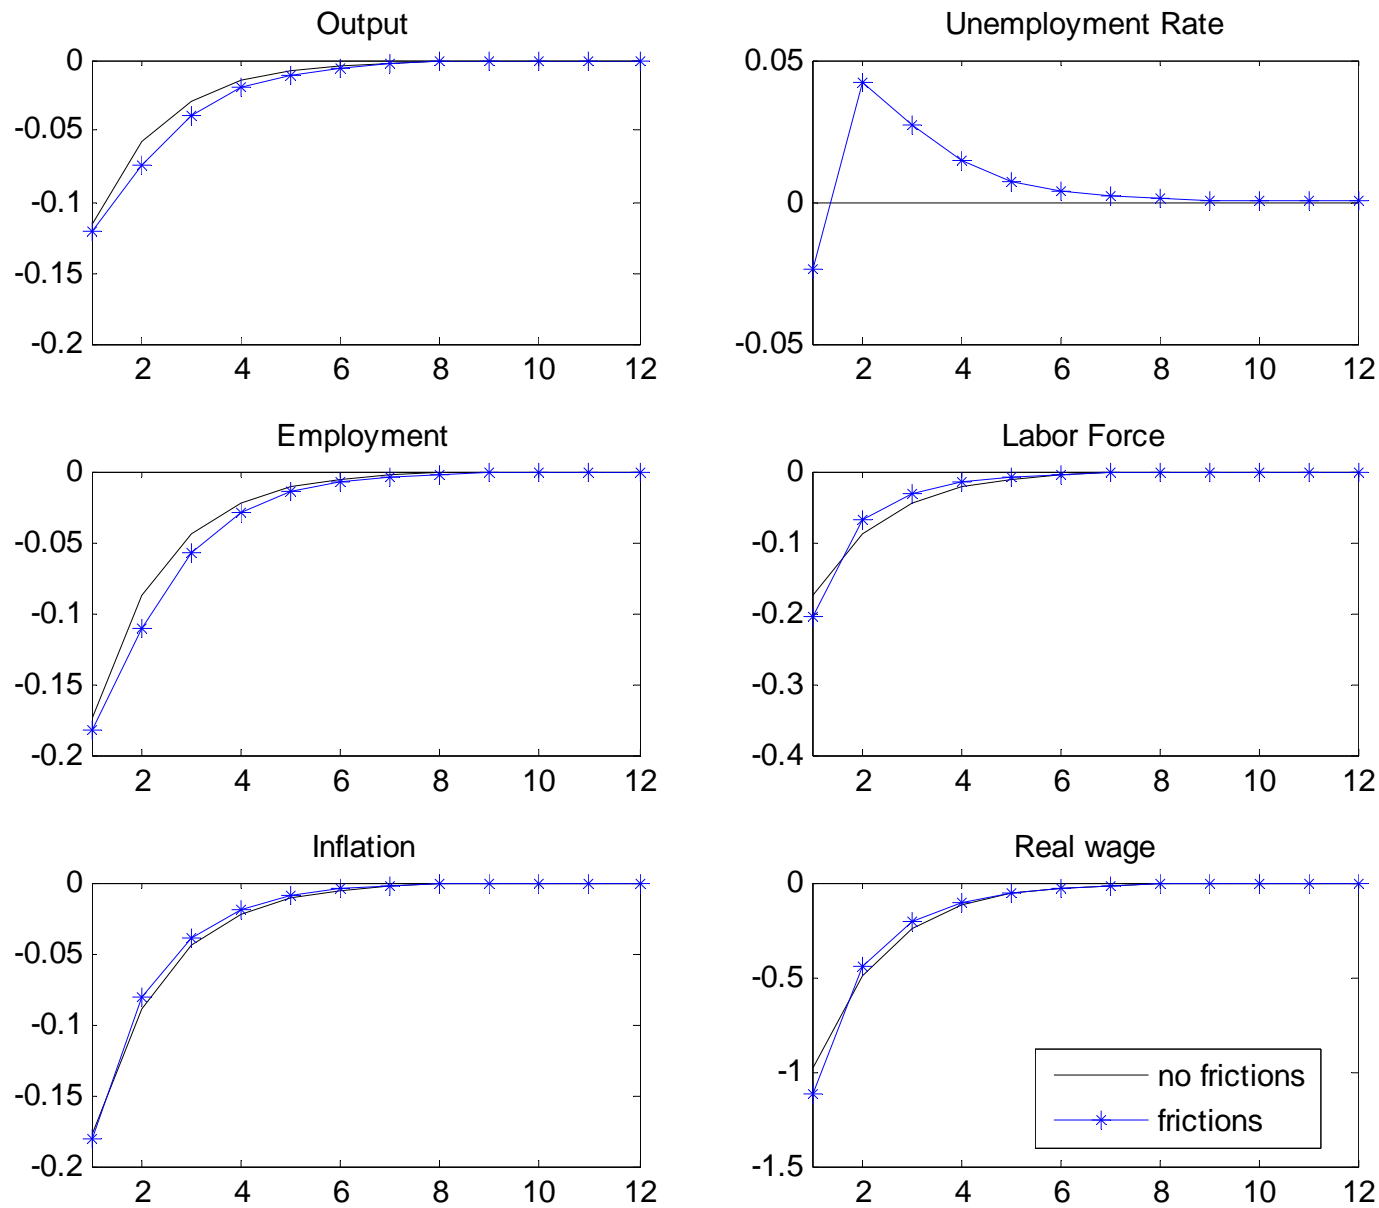 Output
0
-0.05
-0.1
-0.15
-0.2
2 4 6 8 10 12
Unemployment Rate
0.05
0
-0.05
2 4 6 8 10 12
Employment
0
-0.05
-0.1
-0.15
-0.2
2 4 6 8 10 12
Labor Force
0
-0.1
-0.2
-0.3
-0.4
2 4 6 8 10 12
Inflation
0
-0.05
-0.1
-0.15
-0.2
2 4 6 8 10 12
Real wage
0
-0.5
-1
-1.5
2 4 6 8 10 12
no frictions
frictions